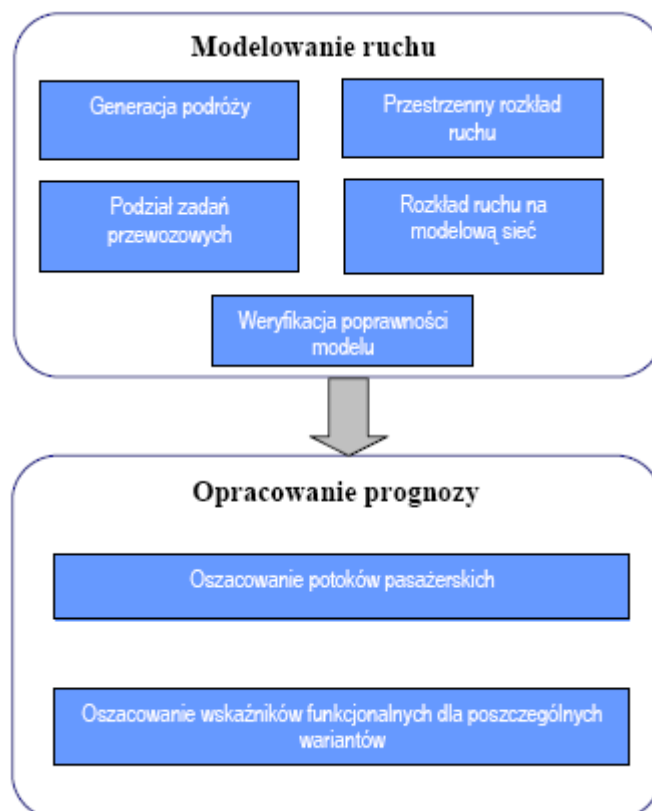 Modelowanie ruchu
Generacja podróży
Przestrzenny rozkład
ruchu
Podział zadań
przewozowych
Rozkład ruchu na
modelową sieć
Weryfikacja poprawności
modelu
Opracowanie prognozy
Oszacowanie potoków pasażerskich
Oszacowanie wskaźników funkcjonalnych dla poszczególnych
wariantów